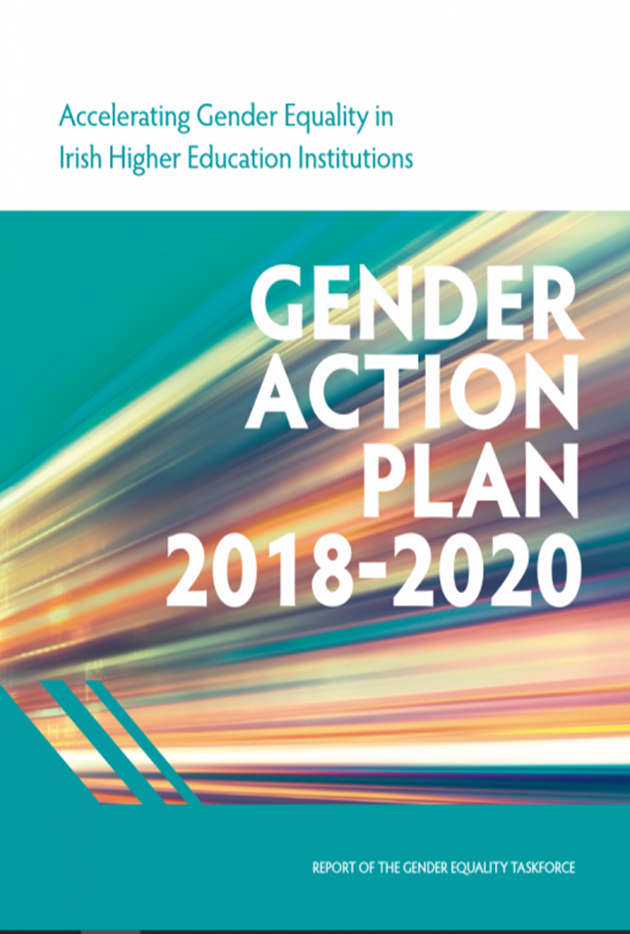 Accelerating Gender Equality in
Irish Higher Education Institutions
GENDER
ACTION
PLAN
2018-2020
REPORT OF THE GENDER EQUALITY TASKFORCE